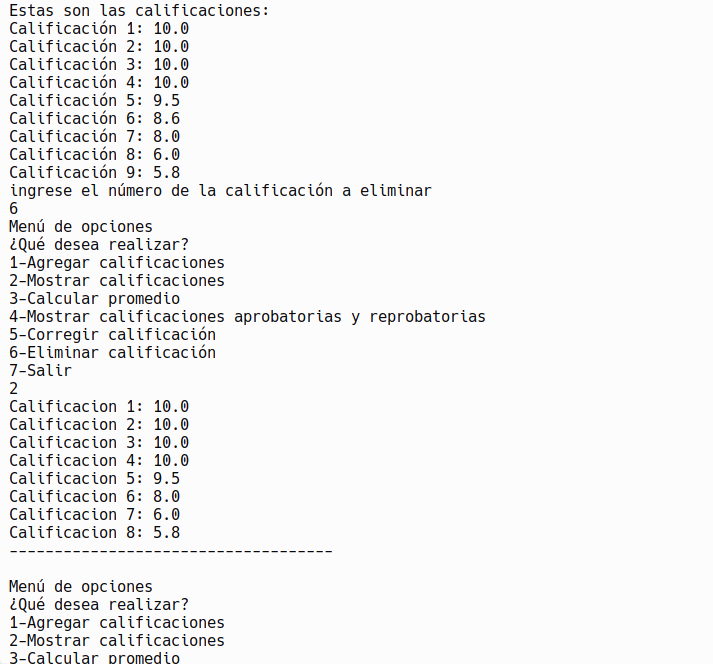 Estas son las calificaciones:
Calificación 1: 10.0
Calificación 2: 10.0
Calificación 3: 10.0
Calificación 4: 10.0
Calificación 5: 9.5
Calificación 6: 8.6
Calificación 7: 8.0
Calificación 8: 6.0
Calificación 9: 5.8
ingrese el número de la calificación a eliminar
6
Menú de opciones
¿Qué desea realizar?
1-Agregar calificaciones
2-Mostrar calificaciones
3-Calcular promedio
4-Mostrar calificaciones aprobatorias y reprobatorias
5-Corregir calificación
6-Eliminar calificación
7-Salir
2
Calificacion 1: 10.0
Calificacion 2: 10.0
Calificacion 3: 10.0
Calificacion 4: 10.0
Calificacion 5: 9.5
Calificacion 6: 8.0
Calificacion 7: 6.0
Calificacion 8: 5.8
------------------------------------
Menú de opciones
¿Qué desea realizar?
1-Agregar calificaciones
2-Mostrar calificaciones
3-Calcular promedio